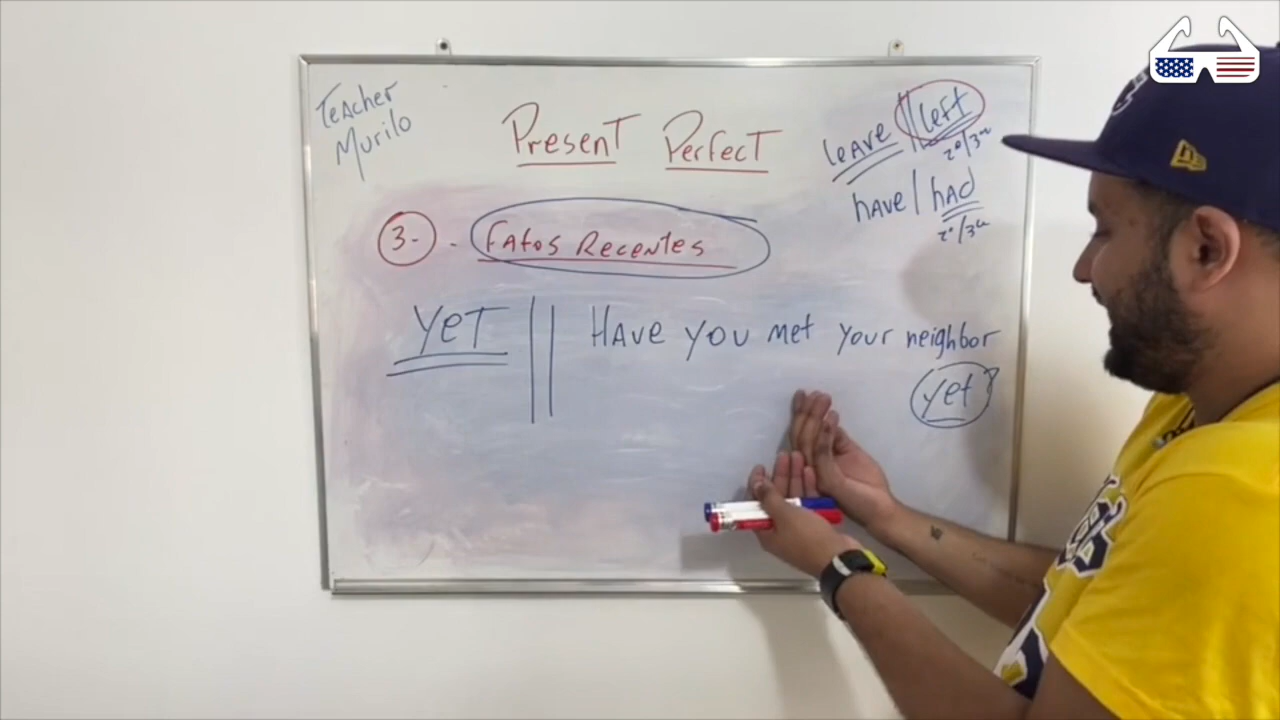 Teacher
Murilo
Present Perfect
leave || left
2º/3ª
have / had
2º/3ª
3- - Fatos Recentes
Yet || Have you met your neighbor
yet?